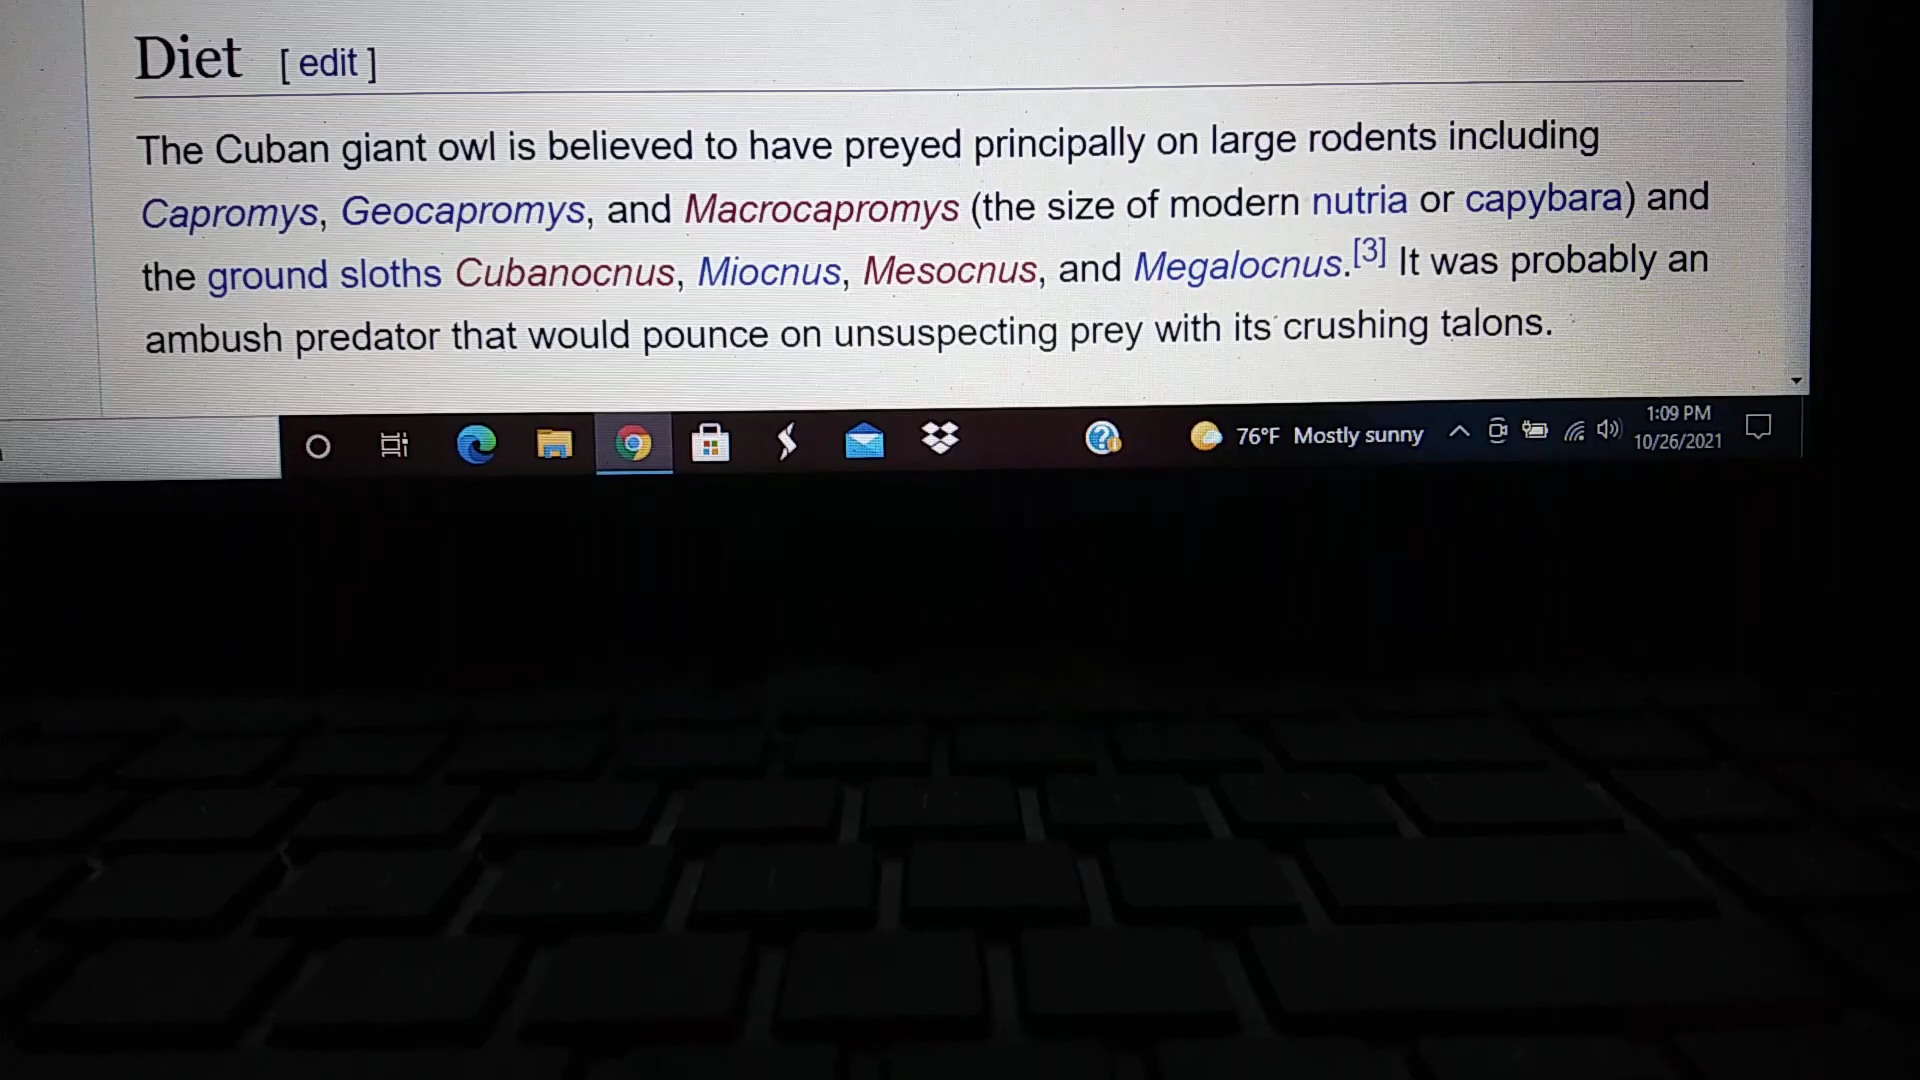 Diet [ edit ]
The Cuban giant owl is believed to have preyed principally on large rodents including
Capromys, Geocapromys, and Macrocapromys (the size of modern nutria or capybara) and
the ground sloths Cubanocnus, Miocnus, Mesocnus, and Megalocnus.[3] It was probably an
ambush predator that would pounce on unsuspecting prey with its crushing talons.
76°F Mostly sunny
1:09 PM
10/26/2021